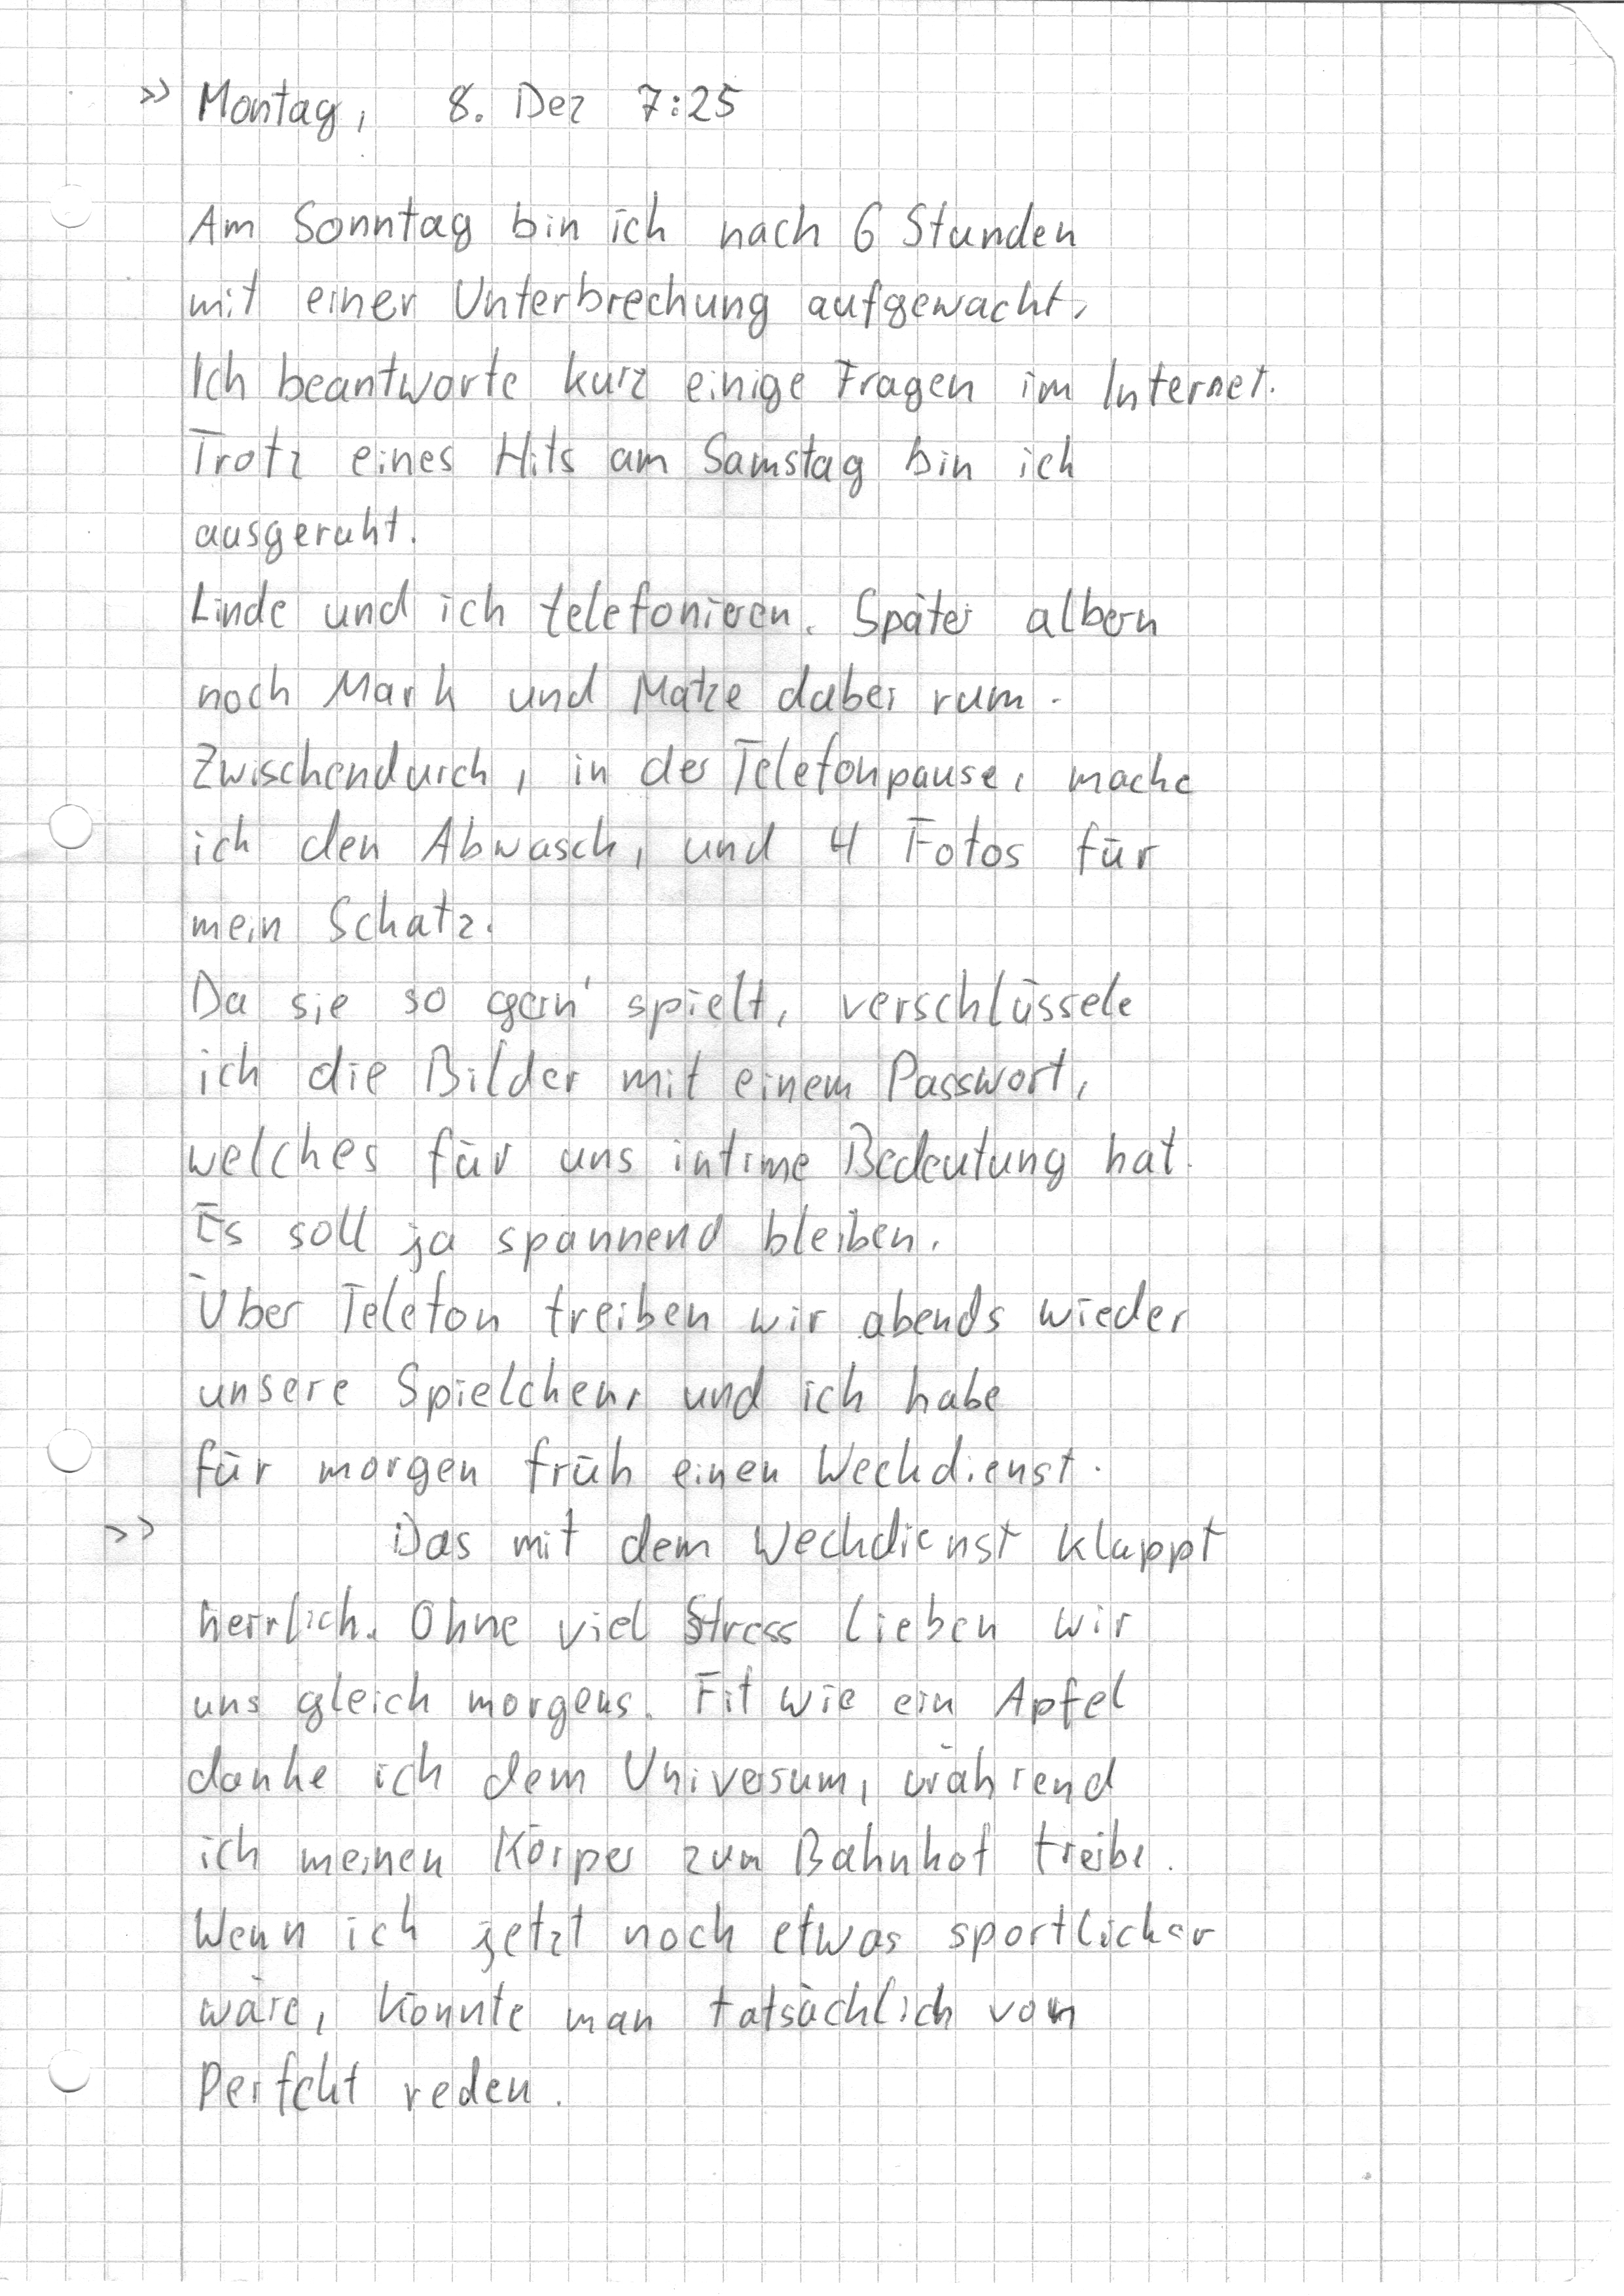 >> Montag, 8. Dez 7:25
Am Sonntag bin ich nach 6 Stunden
mit einer Unterbrechung aufgewacht,
Ich beantworte kurz einige Fragen im Internet.
Trotz eines Hits am Samstag bin ich
ausgeruht.
Linde und ich telefonieren. Später albern
noch Mark und Matze dabei rum.
Zwischendurch, in der Telefonpause, mache
ich den Abwasch, und 4 Fotos für
mein Schatz.
Da sie so gern' spielt, verschlüssele
ich die Bilder mit einem Passwort,
welches für uns intime Bedeutung hat.
Es soll ja spannend bleiben.
Über Telefon treiben wir abends wieder
unsere Spielchen, und ich habe
für morgen früh einen Weckdienst.
>> Das mit dem Weckdienst klappt
herrlich. Ohne viel Stress lieben wir
uns gleich morgens. Fit wie ein Apfel
danke ich dem Universum, während
ich meinen Körper zum Bahnhof treibe.
Wenn ich jetzt noch etwas sportlicher
wäre, könnte man tatsächlich von
Perfekt reden.